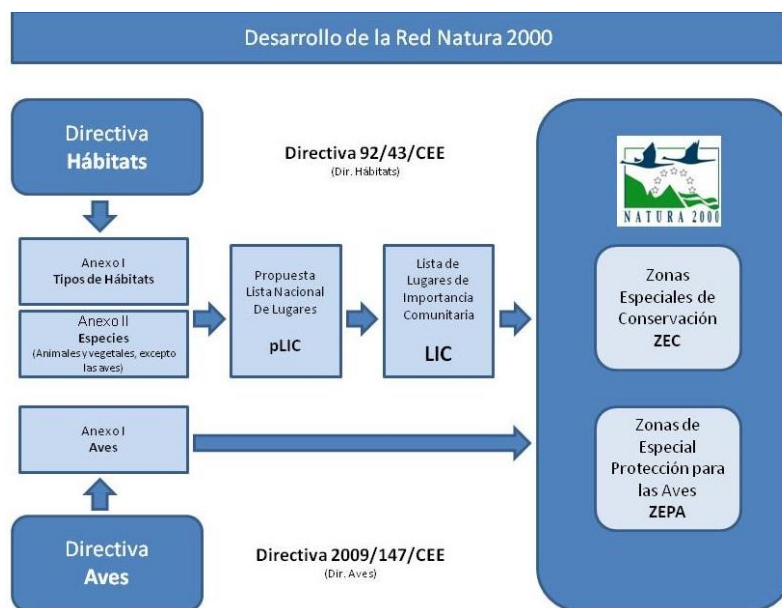 Desarrollo de la Red Natura 2000
Directiva
Hábitats
Directiva 92/43/CEE
(Dir. Hábitats)
NATURA 2000
Anexo I
Tipos de Hábitats
Anexo II
Especies
(Animales y vegetales, excepto
las aves)
Propuesta
Lista Nacional
De Lugares
pLIC
Lista de
Lugares de
Importancia
Comunitaria
LIC
Zonas
Especiales de
Conservación
ZEC
Anexo I
Aves
Zonas de
Especial
Protección para
las Aves
ZEPA
Directiva
Aves
Directiva 2009/147/CEE
(Dir. Aves)